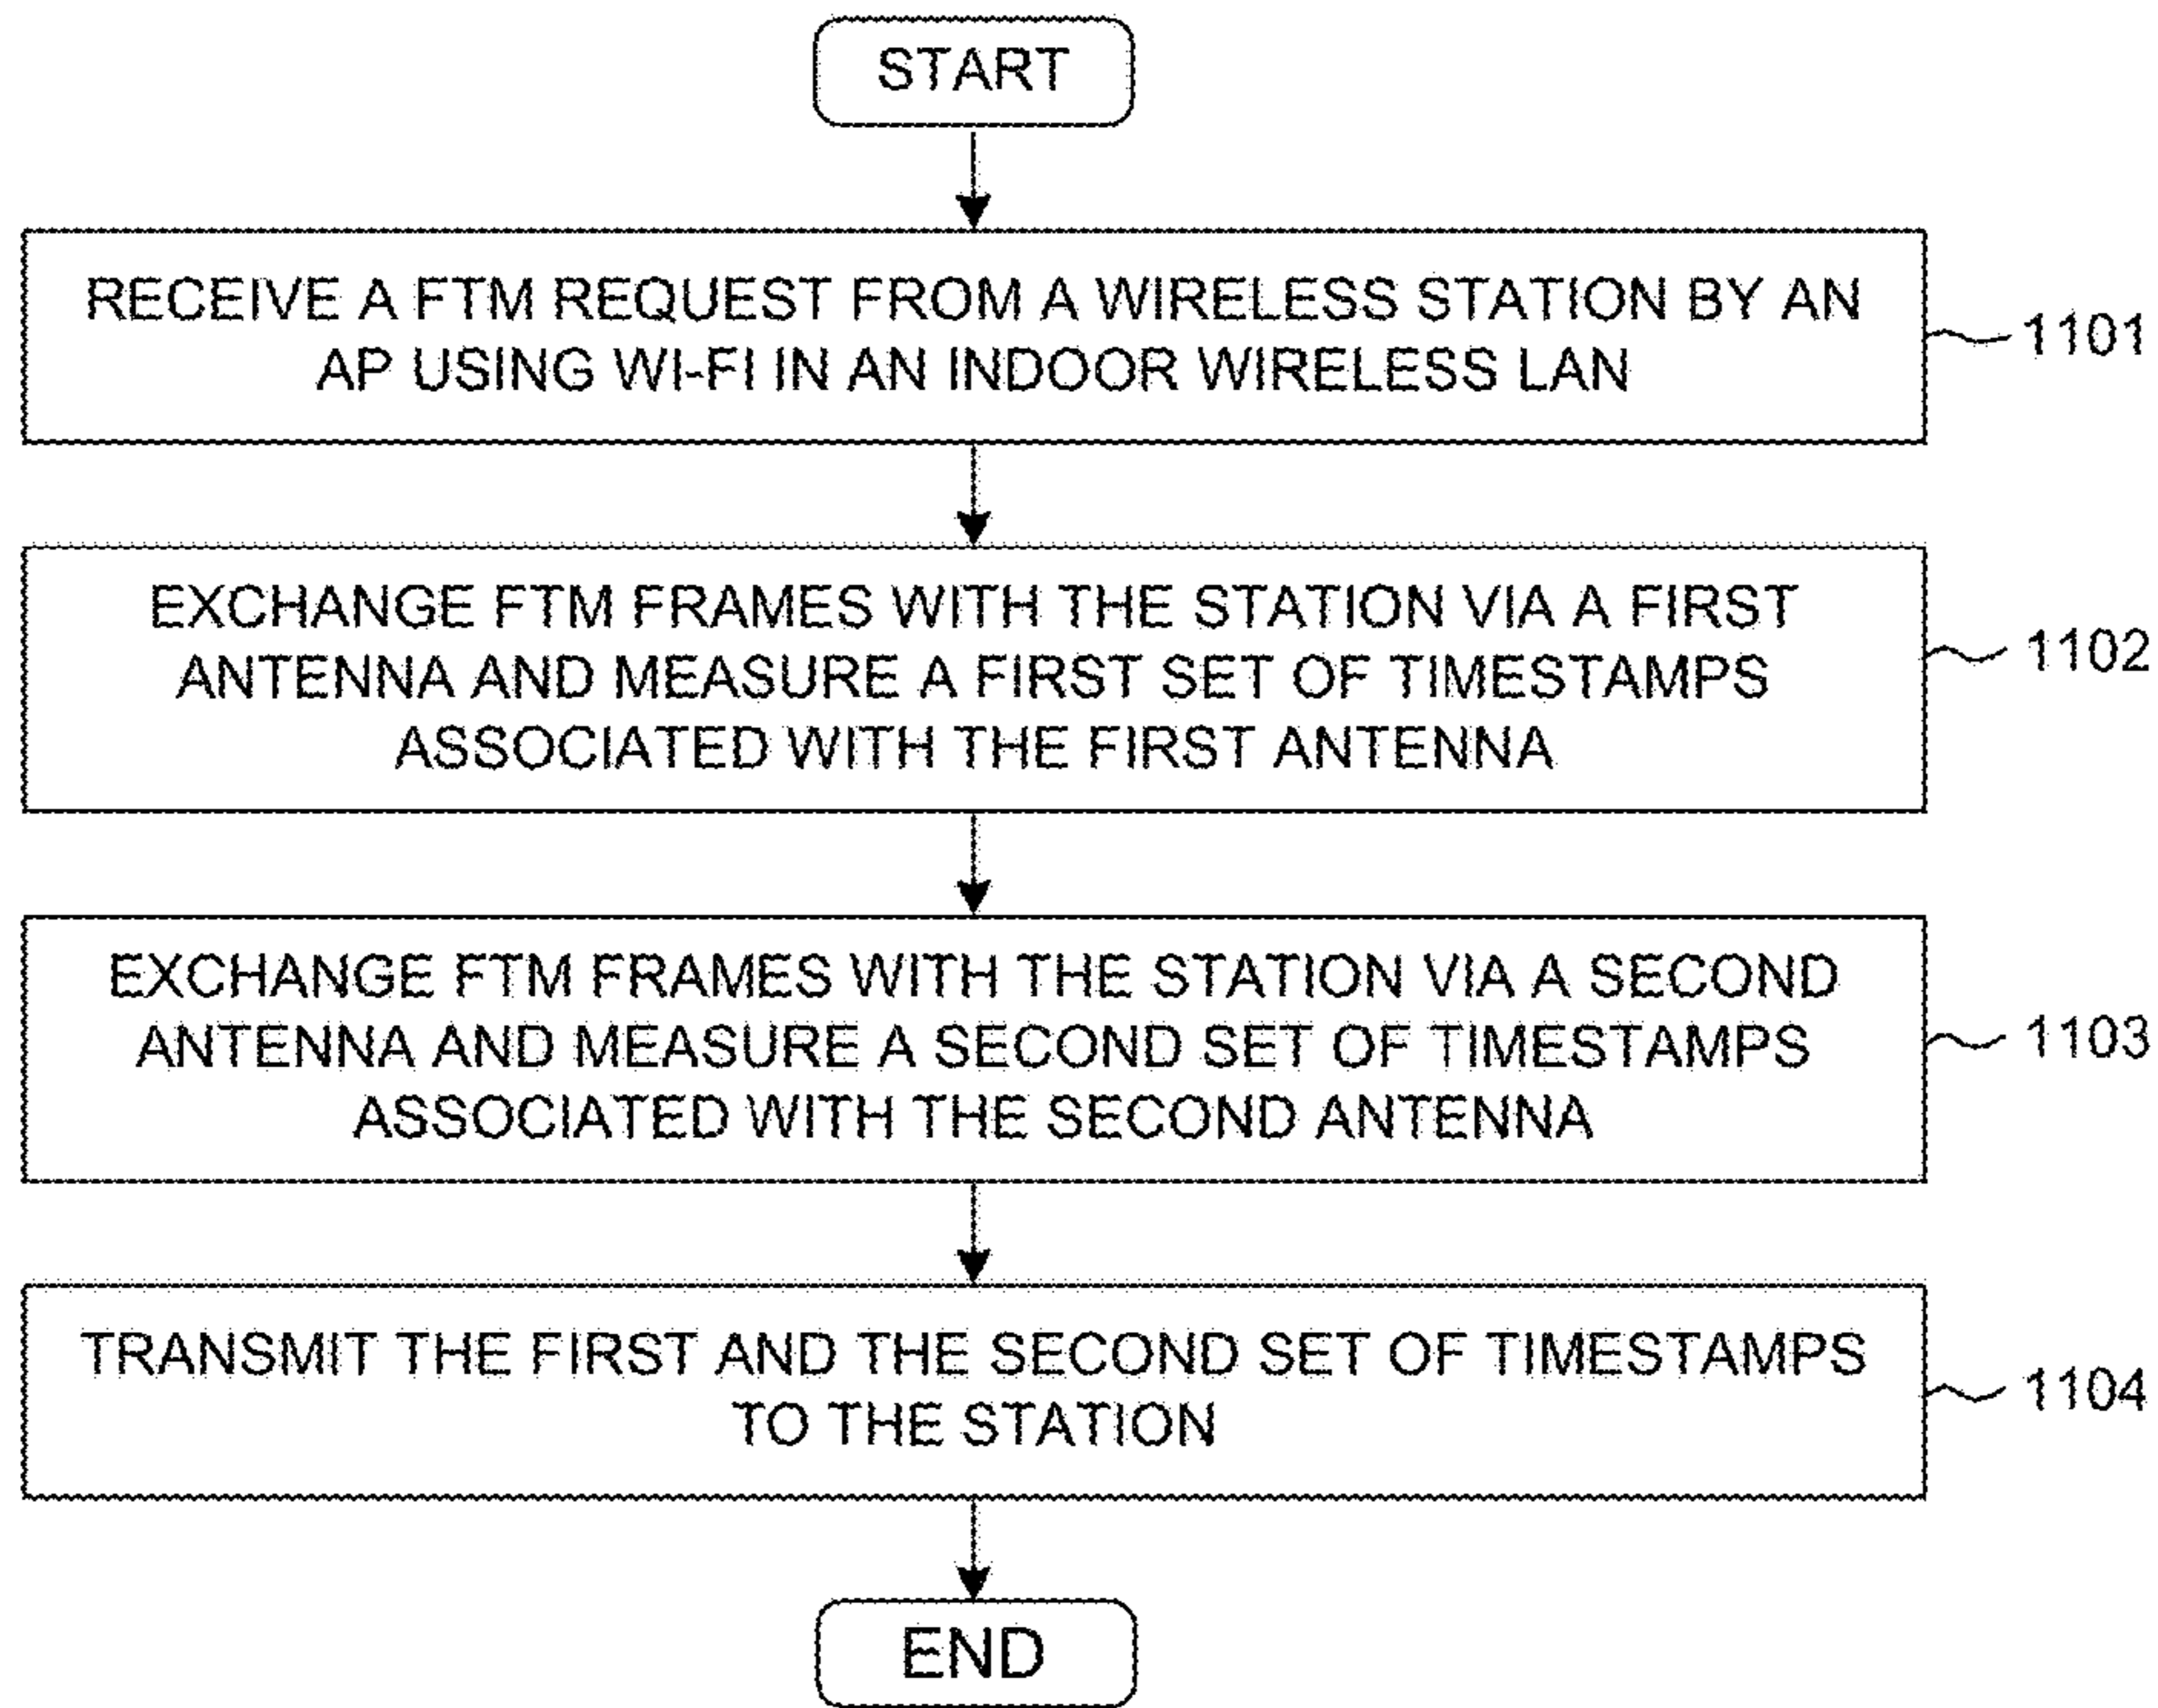 START
RECEIVE A FTM REQUEST FROM A WIRELESS STATION BY AN
AP USING WI-FI IN AN INDOOR WIRELESS LAN
1101
EXCHANGE FTM FRAMES WITH THE STATION VIA A FIRST
ANTENNA AND MEASURE A FIRST SET OF TIMESTAMPS
ASSOCIATED WITH THE FIRST ANTENNA
1102
EXCHANGE FTM FRAMES WITH THE STATION VIA A SECOND
ANTENNA AND MEASURE A SECOND SET OF TIMESTAMPS
ASSOCIATED WITH THE SECOND ANTENNA
1103
TRANSMIT THE FIRST AND THE SECOND SET OF TIMESTAMPS
TO THE STATION
1104
END